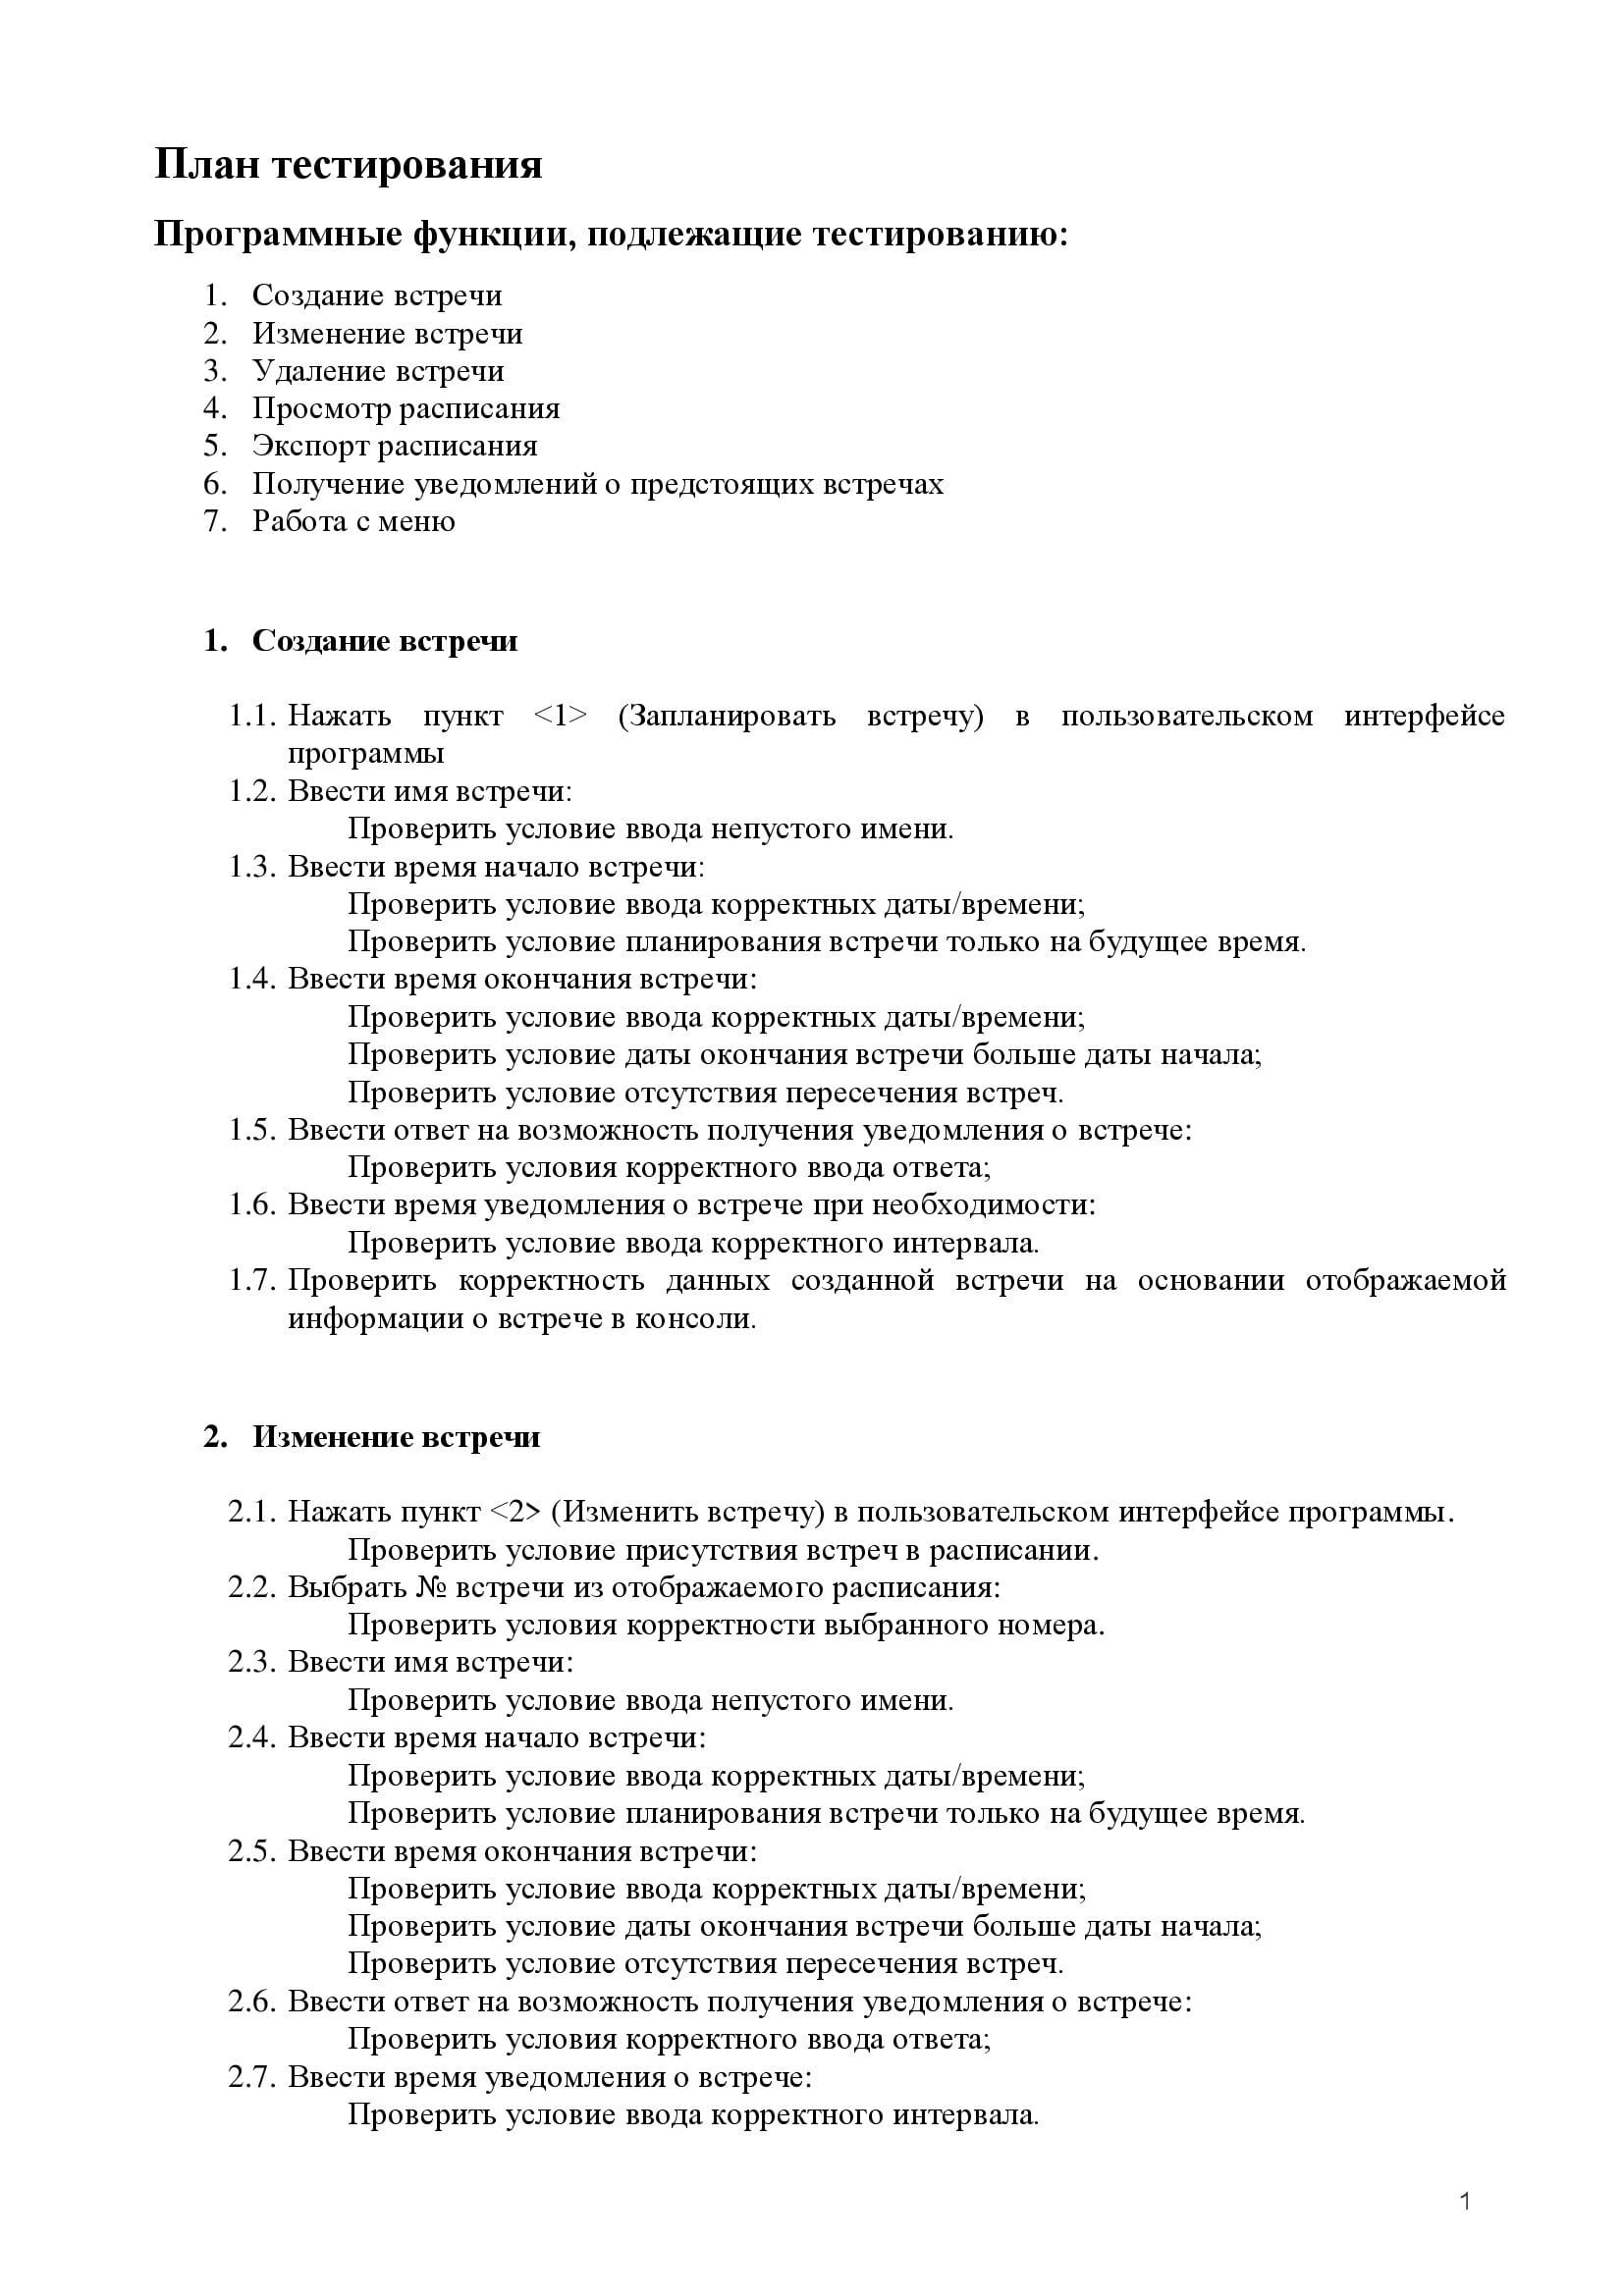 План тестирования
Программные функции, подлежащие тестированию:
1. Создание встречи
2. Изменение встречи
3. Удаление встречи
4. Просмотр расписания
5. Экспорт расписания
6. Получение уведомлений о предстоящих встречах
7. Работа с меню
1. Создание встречи
1.1. Нажать пункт <1> (Запланировать встречу) в пользовательском интерфейсе
программы
1.2. Ввести имя встречи:
Проверить условие ввода непустого имени.
1.3. Ввести время начало встречи:
Проверить условие ввода корректных даты/времени;
Проверить условие планирования встречи только на будущее время.
1.4. Ввести время окончания встречи:
Проверить условие ввода корректных даты/времени;
Проверить условие даты окончания встречи больше даты начала;
Проверить условие отсутствия пересечения встреч.
1.5. Ввести ответ на возможность получения уведомления о встрече:
Проверить условия корректного ввода ответа;
1.6. Ввести время уведомления о встрече при необходимости:
Проверить условие ввода корректного интервала.
1.7. Проверить корректность данных созданной встречи на основании отображаемой
информации о встрече в консоли.
2. Изменение встречи
2.1. Нажать пункт <2> (Изменить встречу) в пользовательском интерфейсе программы.
Проверить условие присутствия встреч в расписании.
2.2. Выбрать № встречи из отображаемого расписания:
Проверить условия корректности выбранного номера.
2.3. Ввести имя встречи:
Проверить условие ввода непустого имени.
2.4. Ввести время начало встречи:
Проверить условие ввода корректных даты/времени;
Проверить условие планирования встречи только на будущее время.
2.5. Ввести время окончания встречи:
Проверить условие ввода корректных даты/времени;
Проверить условие даты окончания встречи больше даты начала;
Проверить условие отсутствия пересечения встреч.
2.6. Ввести ответ на возможность получения уведомления о встрече:
Проверить условия корректного ввода ответа;
2.7. Ввести время уведомления о встрече:
Проверить условие ввода корректного интервала.
1